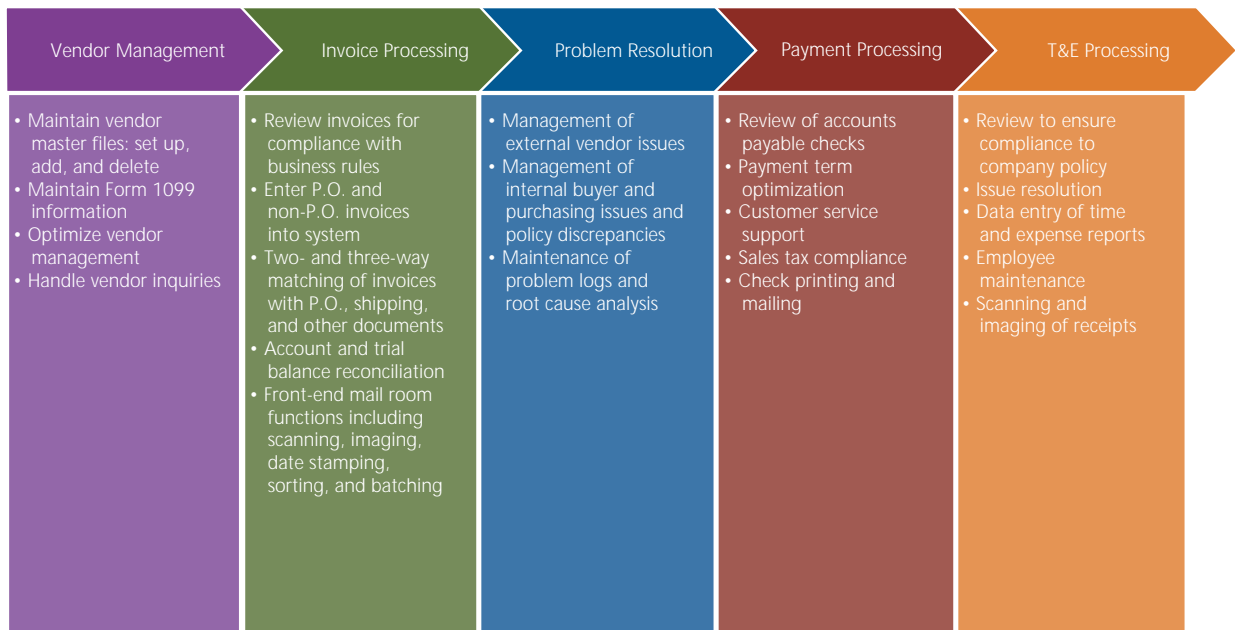 Vendor Management
Invoice Processing
Problem Resolution
Payment Processing
T&E Processing
• Maintain vendor
master files: set up,
add, and delete
• Maintain Form 1099
information
• Optimize vendor
management
• Handle vendor inquiries
• Review invoices for
compliance with
business rules
• Enter P.O. and
non-P.O. invoices
into system
• Two- and three-way
matching of invoices
with P.O., shipping,
and other documents
• Account and trial
balance reconciliation
• Front-end mail room
functions including
scanning, imaging,
date stamping,
sorting, and batching
• Management of
external vendor issues
• Management of
internal buyer and
purchasing issues and
policy discrepancies
• Maintenance of
problem logs and
root cause analysis
• Review of accounts
payable checks
• Payment term
optimization
• Customer service
support
• Sales tax compliance
• Check printing and
mailing
• Review to ensure
compliance to
company policy
• Issue resolution
• Data entry of time
and expense reports
• Employee
maintenance
• Scanning and
imaging of receipts